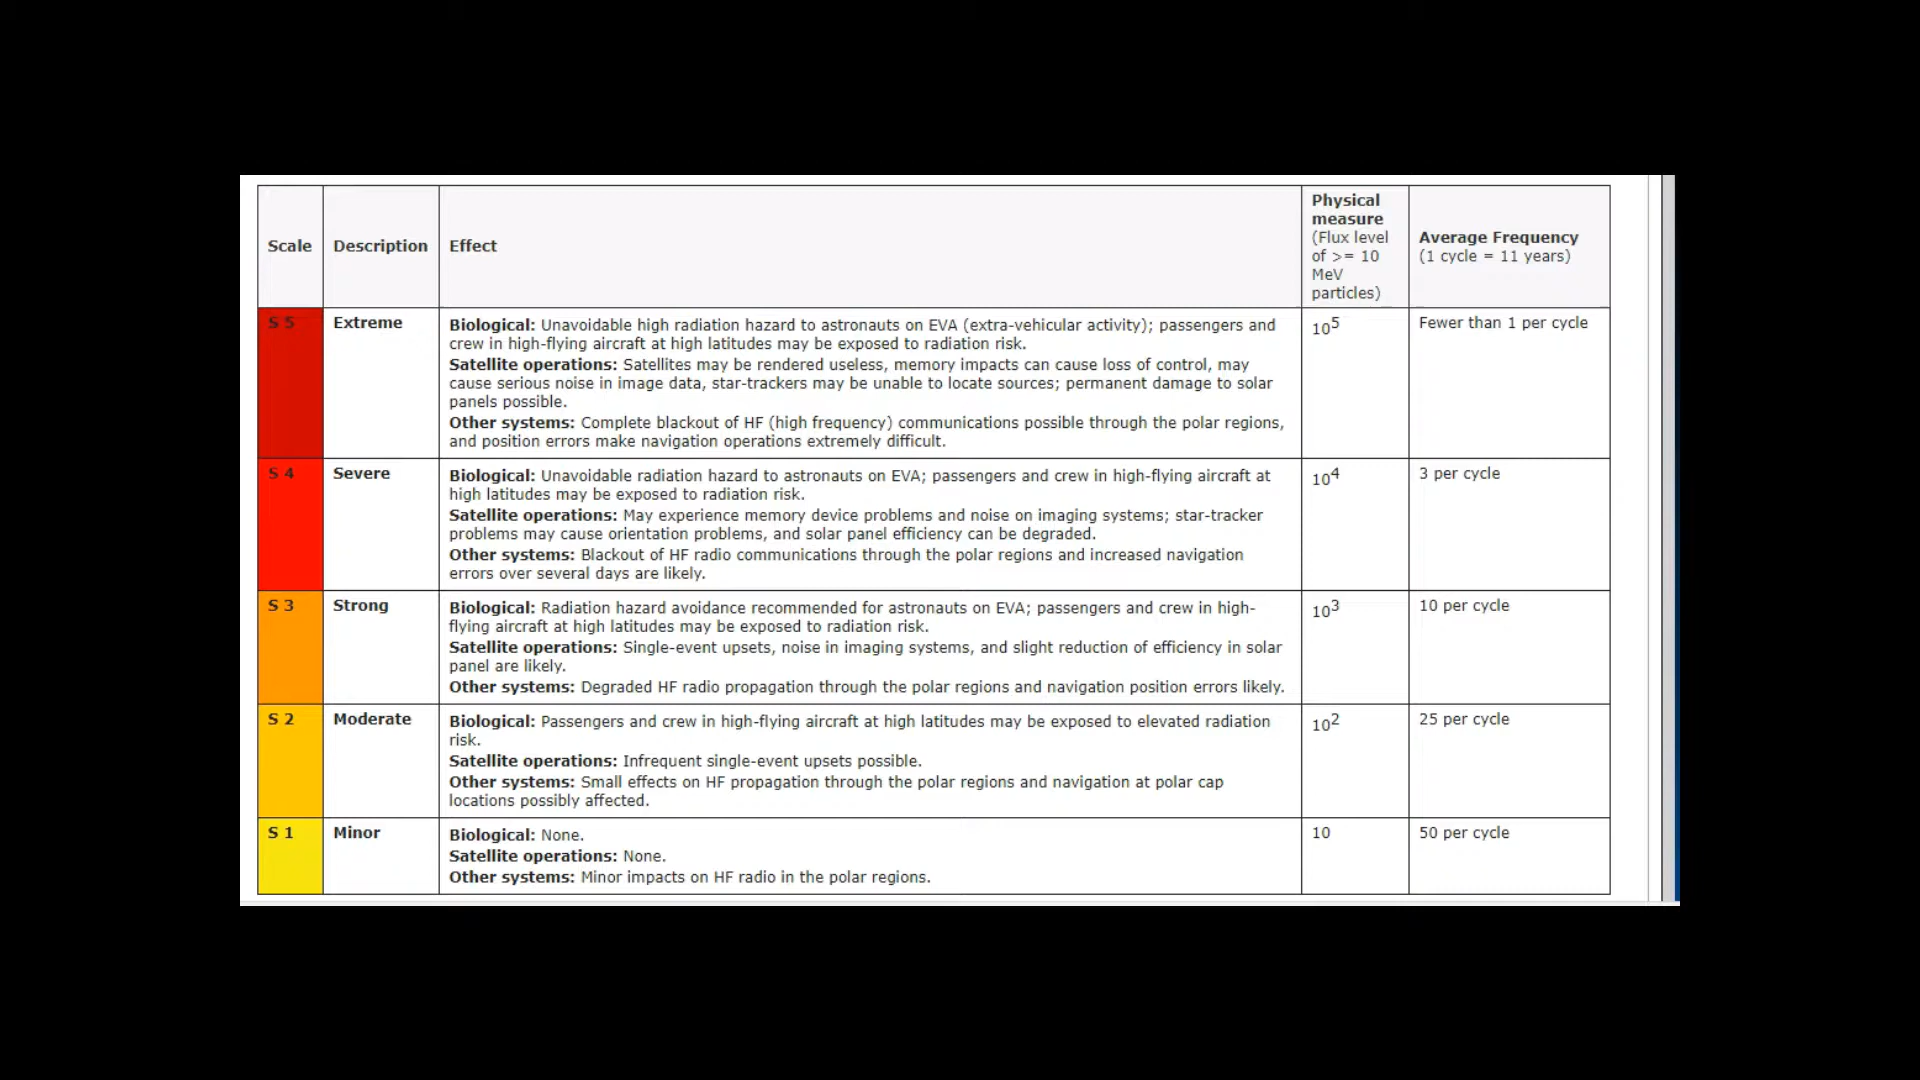 Scale Description Effect Physical measure (Flux level of >= 10 MeV particles) Average Frequency (1 cycle = 11 years)
S 5 Extreme
Biological: Unavoidable high radiation hazard to astronauts on EVA (extra-vehicular activity); passengers and
crew in high-flying aircraft at high latitudes may be exposed to radiation risk.
Satellite operations: Satellites may be rendered useless, memory impacts can cause loss of control, may
cause serious noise in image data, star-trackers may be unable to locate sources; permanent damage to solar
panels possible.
Other systems: Complete blackout of HF (high frequency) communications possible through the polar regions,
and position errors make navigation operations extremely difficult.
10⁵
Fewer than 1 per cycle
S 4 Severe
Biological: Unavoidable radiation hazard to astronauts on EVA; passengers and crew in high-flying aircraft at
high latitudes may be exposed to radiation risk.
Satellite operations: May experience memory device problems and noise on imaging systems; star-tracker
problems may cause orientation problems, and solar panel efficiency can be degraded.
Other systems: Blackout of HF radio communications through the polar regions and increased navigation
errors over several days are likely.
10⁴
3 per cycle
S 3 Strong
Biological: Radiation hazard avoidance recommended for astronauts on EVA; passengers and crew in high-
flying aircraft at high latitudes may be exposed to radiation risk.
Satellite operations: Single-event upsets, noise in imaging systems, and slight reduction of efficiency in solar
panel are likely.
Other systems: Degraded HF radio propagation through the polar regions and navigation position errors likely.
10³
10 per cycle
S 2 Moderate
Biological: Passengers and crew in high-flying aircraft at high latitudes may be exposed to elevated radiation
risk.
Satellite operations: Infrequent single-event upsets possible.
Other systems: Small effects on HF propagation through the polar regions and navigation at polar cap
locations possibly affected.
10²
25 per cycle
S 1 Minor
Biological: None.
Satellite operations: None.
Other systems: Minor impacts on HF radio in the polar regions.
10
50 per cycle